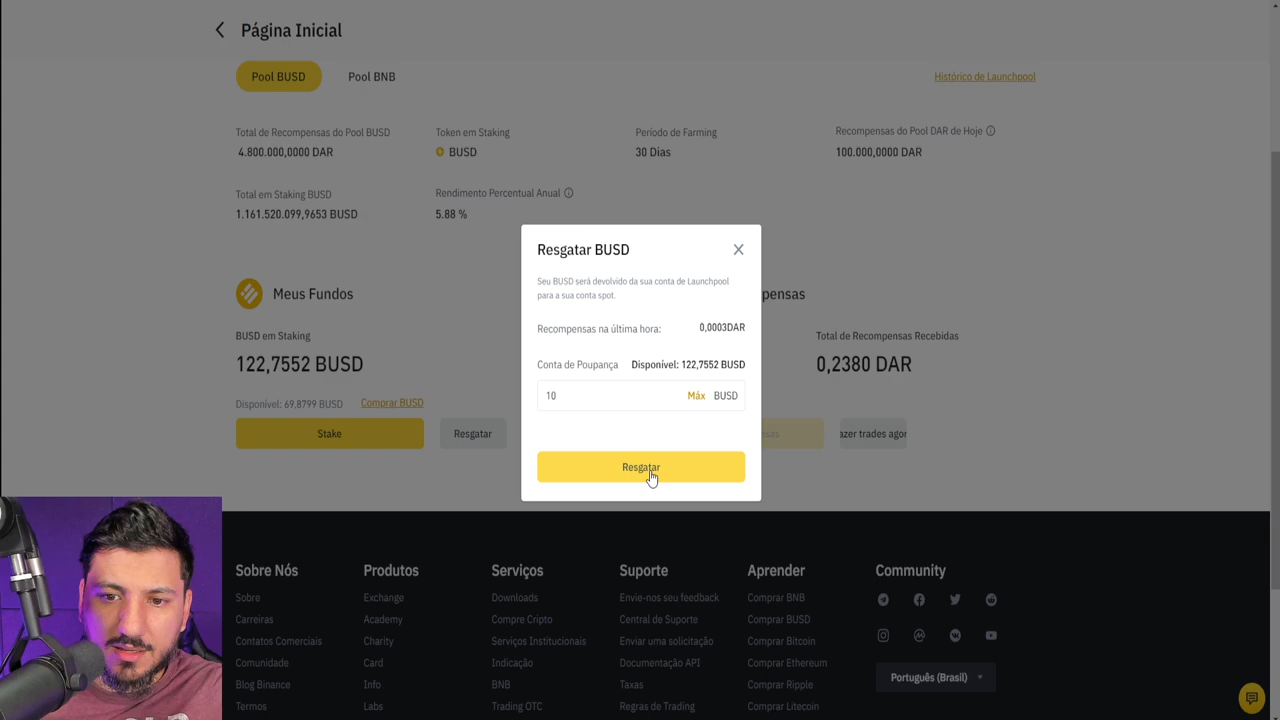 Página Inicial
Pool BUSD
Pool BNB
Histórico de Launchpool
Total de Recompensas do Pool BUSD
Token em Staking
Período de Farming
Recompensas do Pool DAR de Hoje
4.800.000,0000 DAR
BUSD
30 Dias
100.000,0000 DAR
Total em Staking BUSD
Rendimento Percentual Anual
1.161.520.099,9653 BUSD
5.88 %
Resgatar BUSD
Seu BUSD será devolvido da sua conta de Launchpool
para a sua conta spot.
Recompensas na última hora:
0,0003DAR
Conta de Poupança
Disponível: 122,7552 BUSD
10
Máx
BUSD
Resgatar
Meus Fundos
BUSD em Staking
122,7552 BUSD
Disponível: 69,8799 BUSD
Comprar BUSD
Stake
Resgatar
pensas
Total de Recompensas Recebidas
0,2380 DAR
sas
azer trades agor
Sobre Nós
Sobre
Carreiras
Contatos Comerciais
Comunidade
Blog Binance
Termos
Produtos
Exchange
Academy
Charity
Card
Info
Labs
Serviços
Downloads
Compre Cripto
Serviços Institucionais
Indicação
BNB
Trading OTC
Suporte
Envie-nos seu feedback
Central de Suporte
Enviar uma solicitação
Documentação API
Taxas
Regras de Trading
Aprender
Comprar BNB
Comprar BUSD
Comprar Bitcoin
Comprar Ethereum
Comprar Ripple
Comprar Litecoin
Community
Português (Brasil)